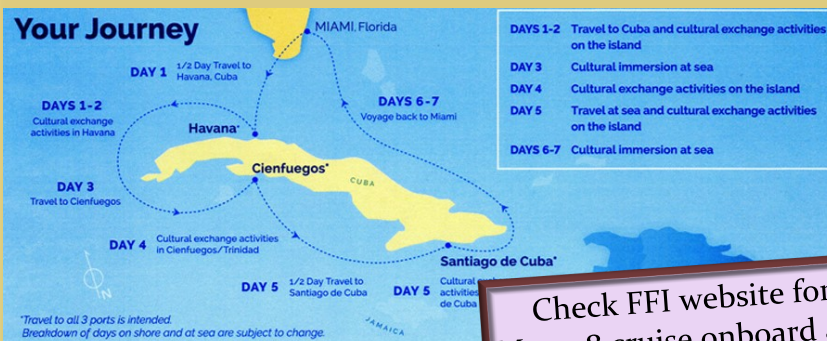 Your Journey
MIAMI, Florida
DAY 1 1/2 Day Travel to
Havana, Cuba
DAYS 1-2
Cultural exchange
activities in Havana
DAYS 6-7
Voyage back to Miami
Havana*
Cienfuegos*
CUBA
DAY 3
Travel to Cienfuegos
DAY 4 Cultural exchange activities
in Cienfuegos/Trinidad
Santiago de Cuba*
DAY 5 1/2 Day Travel to
Santiago de Cuba
DAY 5 Cultural
activities
de Cuba
N
JAMAICA
*Travel to all 3 ports is intended.
Breakdown of days on shore and at sea are subject to change.
DAYS 1-2 Travel to Cuba and cultural exchange activities
on the island
DAY 3 Cultural immersion at sea
DAY 4 Cultural exchange activities on the island
DAY 5 Travel at sea and cultural exchange activities
on the island
DAYS 6-7 Cultural immersion at sea
Check FFI website for
8 cruise onboard